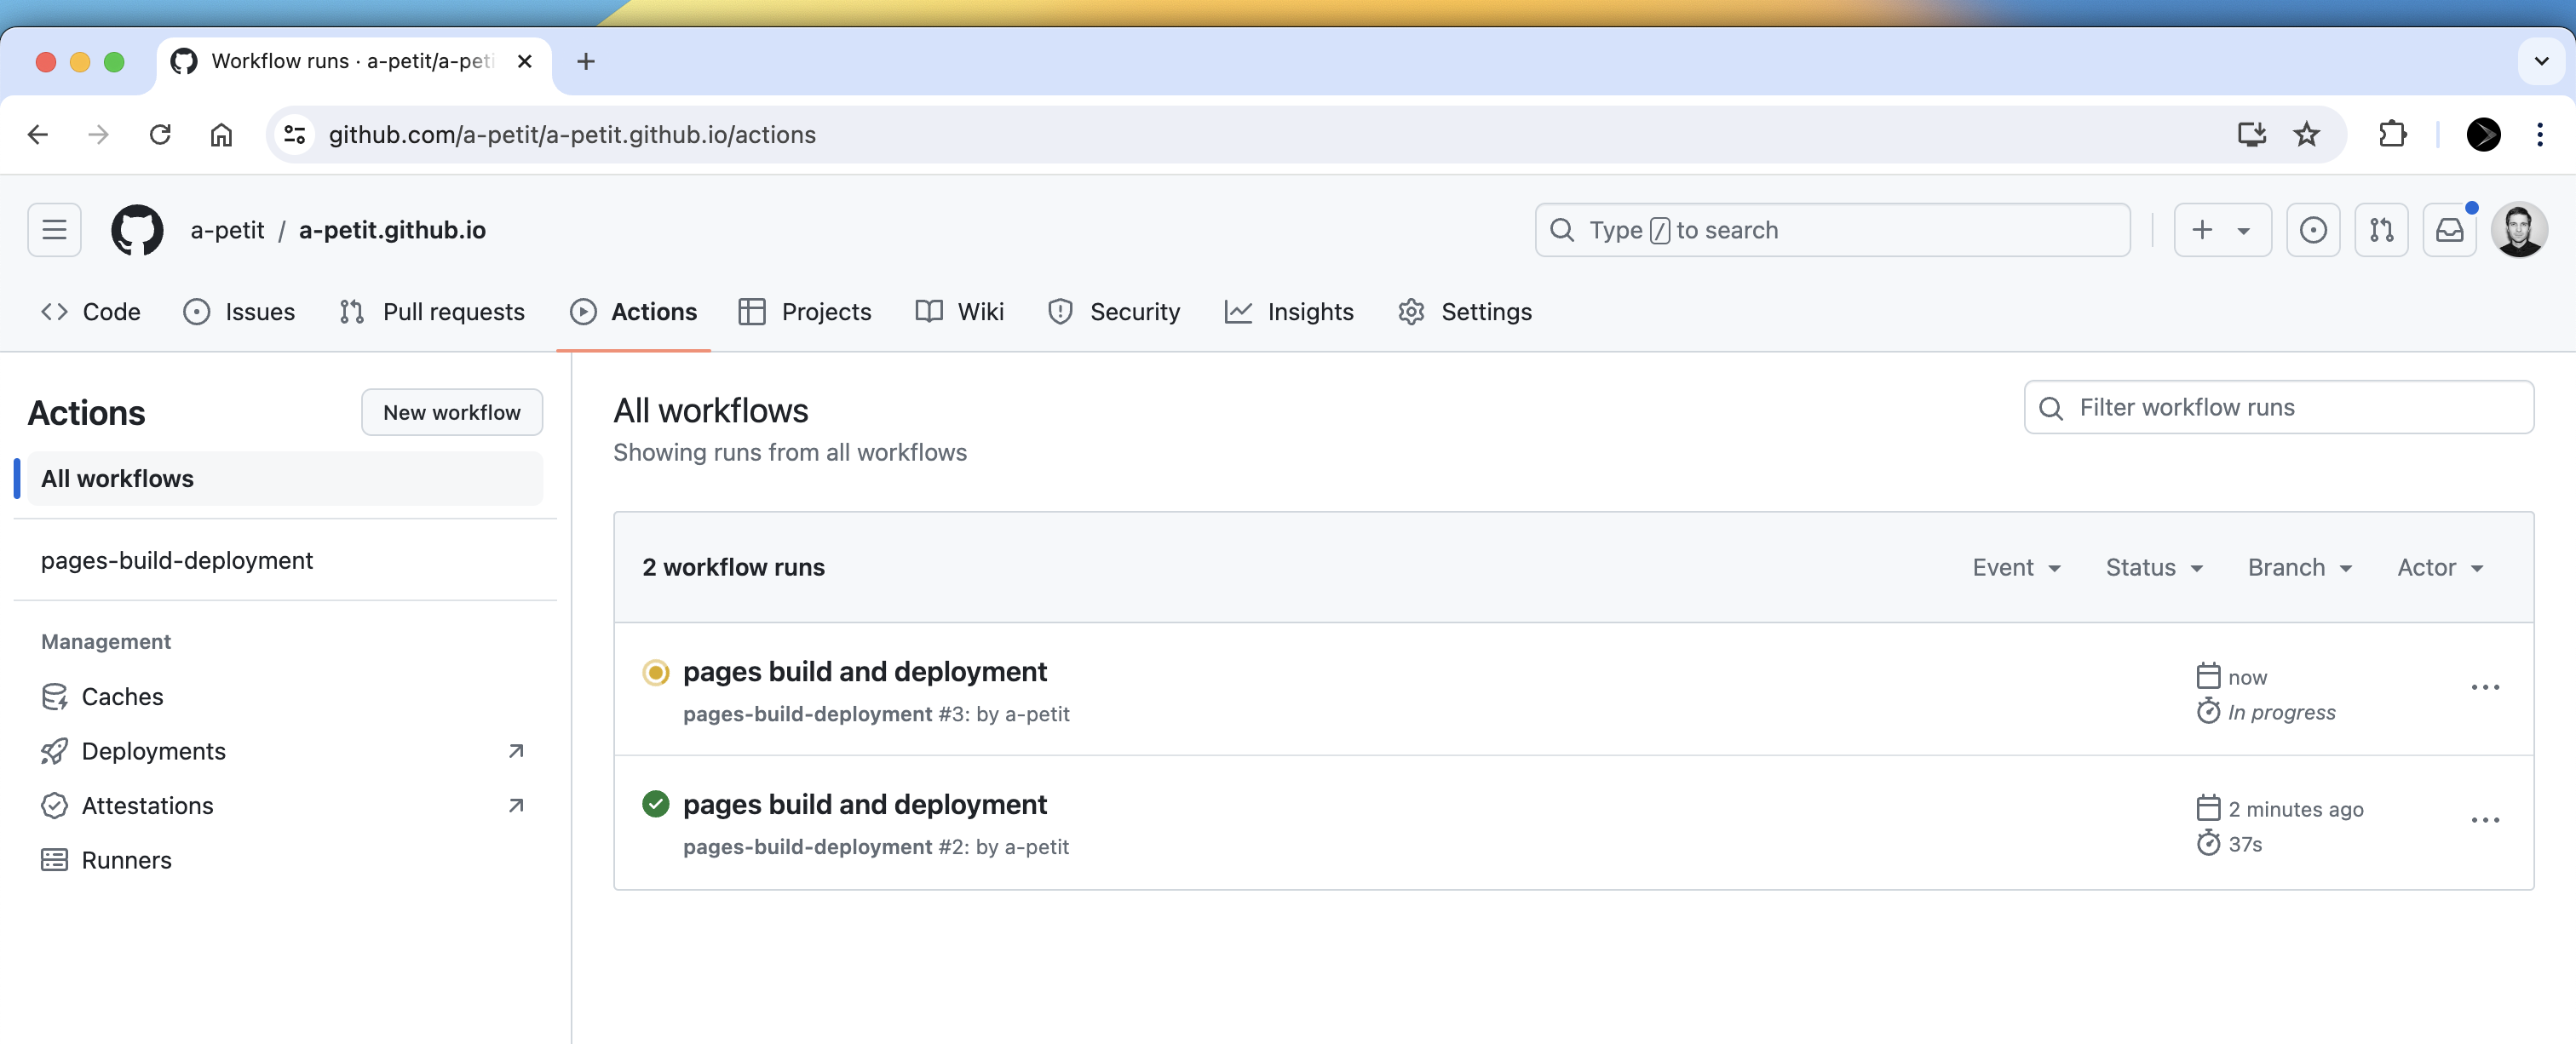 Workflow runs · a-petit/a-peti
github.com/a-petit/a-petit.github.io/actions
a-petit / a-petit.github.io
Type / to search
Code Issues Pull requests Actions Projects Wiki Security Insights Settings
Actions
New workflow
All workflows
pages-build-deployment
Management
Caches
Deployments
Attestations
Runners
All workflows
Showing runs from all workflows
Filter workflow runs
2 workflow runs
Event Status Branch Actor
pages build and deployment
pages-build-deployment #3: by a-petit
now
In progress
pages build and deployment
pages-build-deployment #2: by a-petit
2 minutes ago
37s